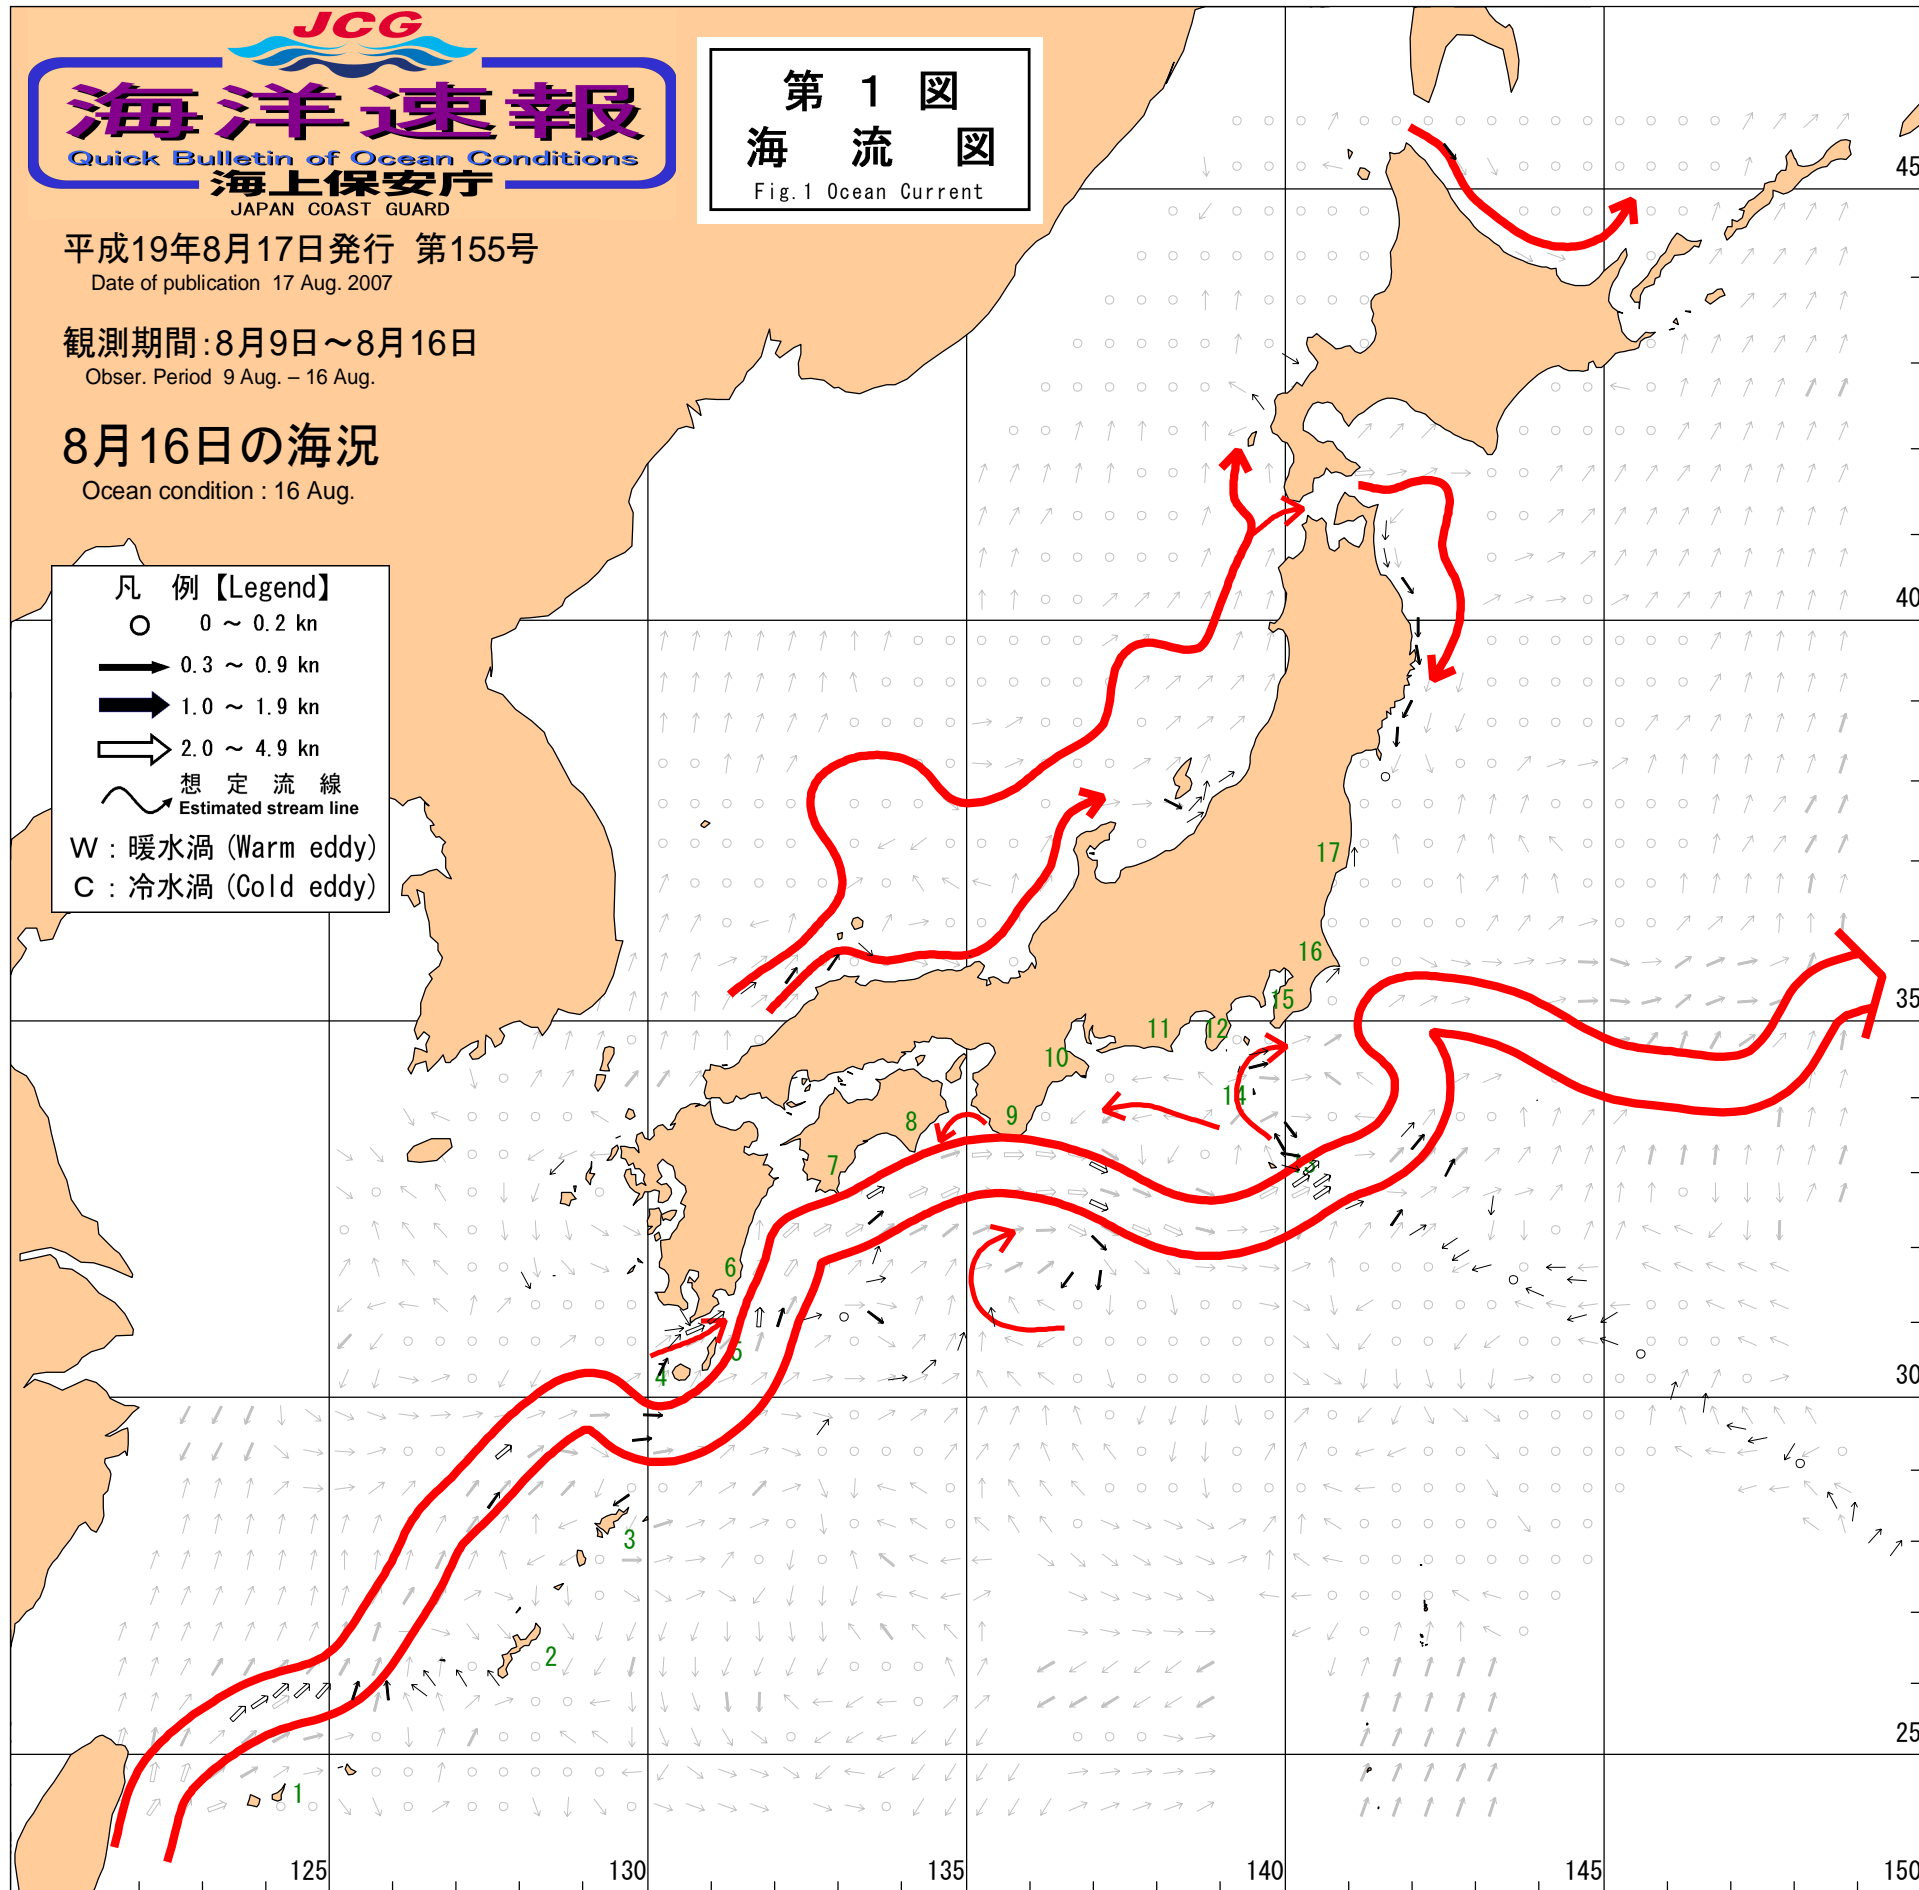 JCG
海洋速報
Quick Bulletin of Ocean Conditions
海上保安庁
JAPAN COAST GUARD
第 1 図
海 流 図
Fig.1 Ocean Current
平成19年8月17日発行 第155号
Date of publication 17 Aug. 2007
観測期間:8月9日~8月16日
Obser. Period 9 Aug. – 16 Aug.
8月16日の海況
Ocean condition : 16 Aug.
凡 例【Legend】
0 ~ 0.2 kn
0.3 ~ 0.9 kn
1.0 ~ 1.9 kn
2.0 ~ 4.9 kn
想 定 流 線
Estimated stream line
W : 暖水渦 (Warm eddy)
C : 冷水渦 (Cold eddy)
45
40
17
16
15
35
11
12
10
14
9
8
7
13
6
5
4
30
3
2
25
1
125
130
135
140
145
150